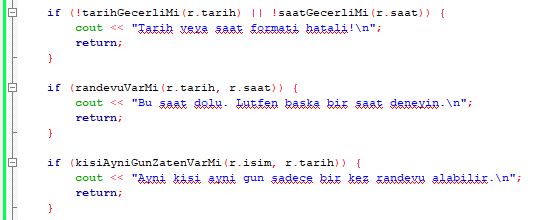 if (!tarihGecerliMi(r.tarih) || !saatGecerliMi(r.saat)) {
cout << "Tarih veya saat formati hatali!\n";
return;
}
if (randevuVarMi(r.tarih, r.saat)) {
cout << "Bu saat dolu. Lutfen baska bir saat deneyin.\n";
return;
}
if (kisiAyniGunZatenVarMi(r.isim, r.tarih)) {
cout << "Ayni kisi ayni gun sadece bir kez randevu alabilir.\n";
return;
}